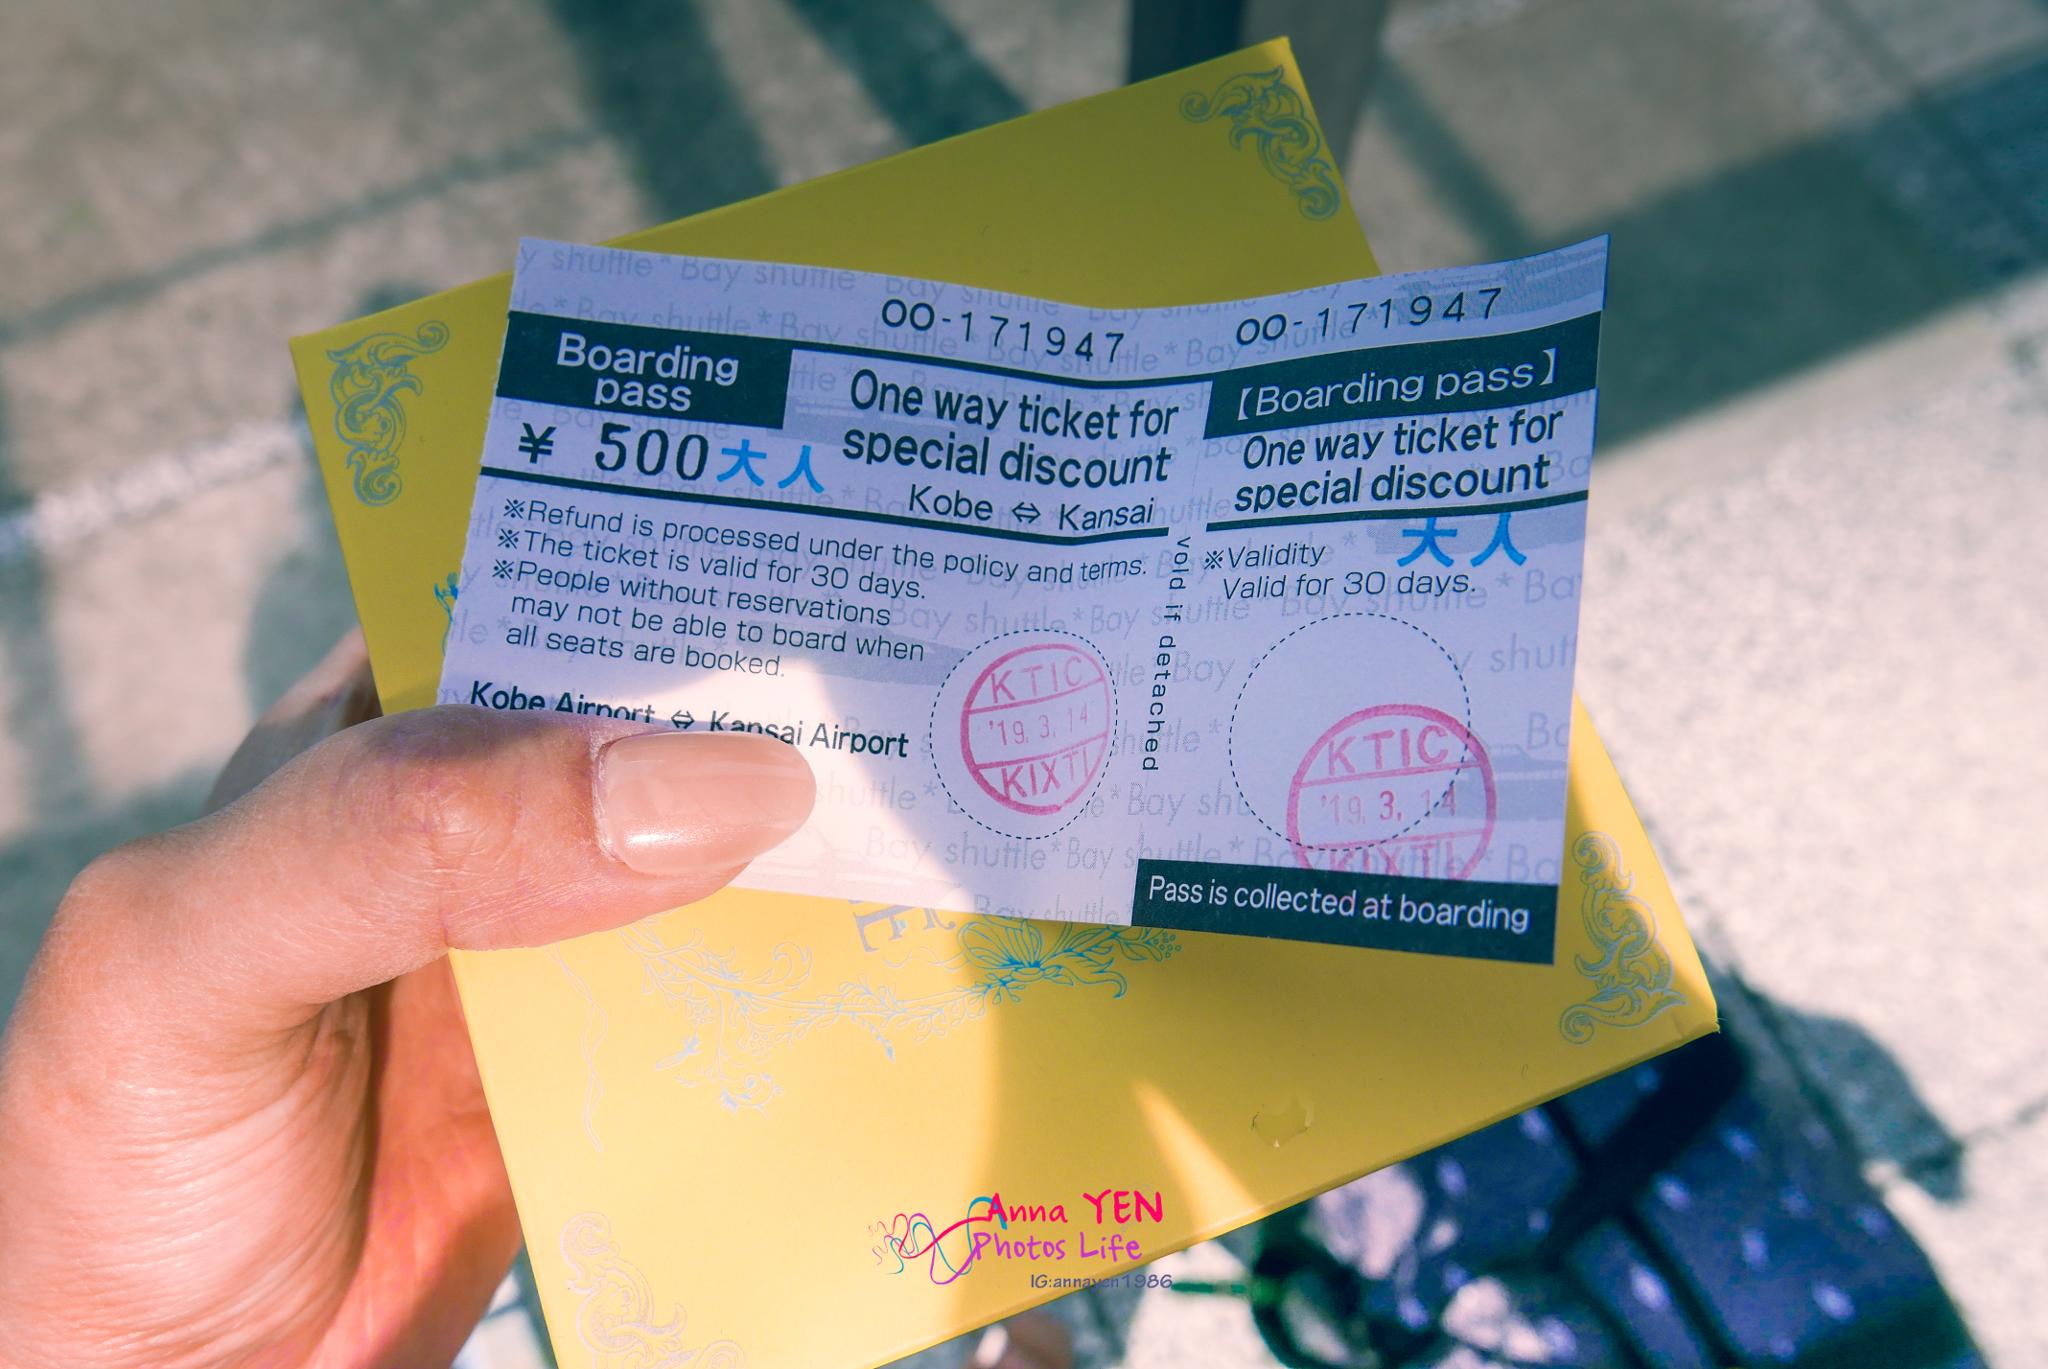 OO-171947
Boarding
pass
One way ticket for
special discount
¥ 500大人
Kobe ⇔ Kansai
※Refund is processed under the policy and terms.
※The ticket is valid for 30 days.
※People without reservations
may not be able to board when
all seats are booked.
Kobe Airport ⇔ Kansai Airport
KTIC
'19. 3. 14
KIXTI
void if detached
OO-171947
【Boarding pass】
One way ticket for
special discount
大人
※Validity
Valid for 30 days.
KTIC
'19. 3. 14
KIXTI
Pass is collected at boarding
Bay shuttle* Bay shuttle
Anna YEN
Photos Life
IG:annayen1986